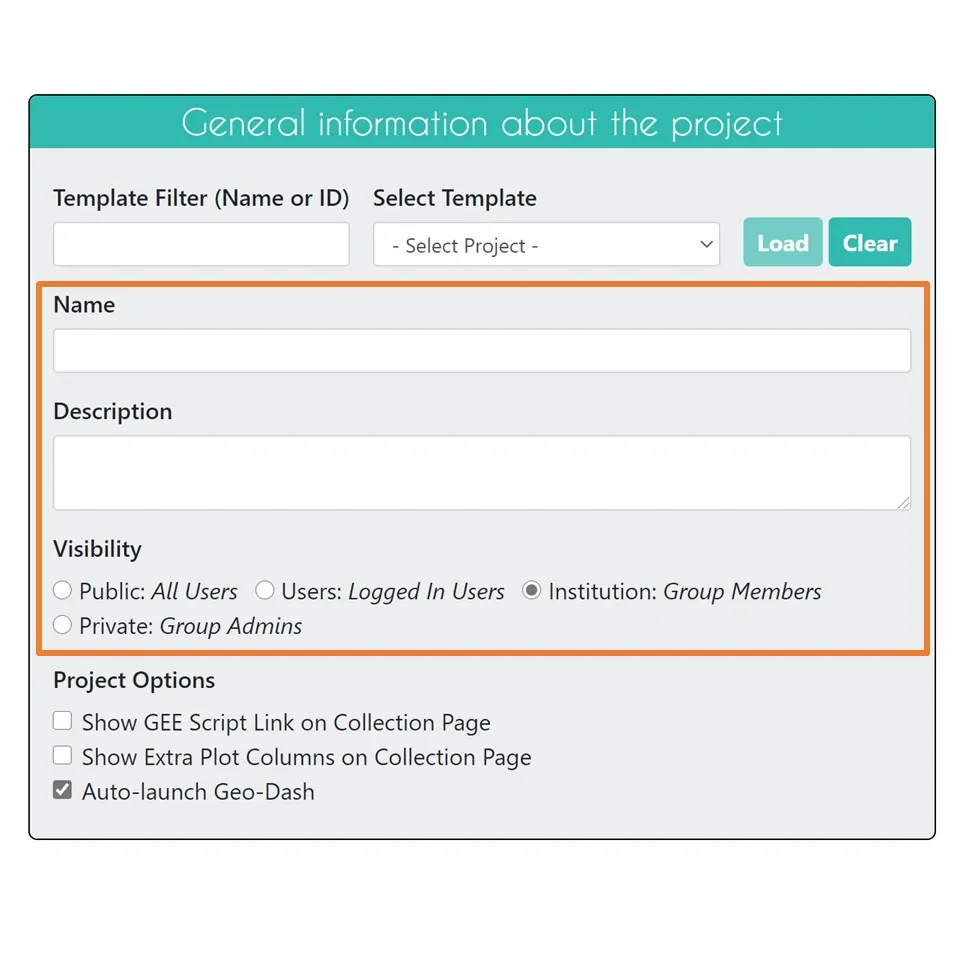 General information about the project
Template Filter (Name or ID) Select Template
- Select Project - Load Clear
Name
Description
Visibility
Public: All Users Users: Logged In Users Institution: Group Members
Private: Group Admins
Project Options
Show GEE Script Link on Collection Page
Show Extra Plot Columns on Collection Page
Auto-launch Geo-Dash